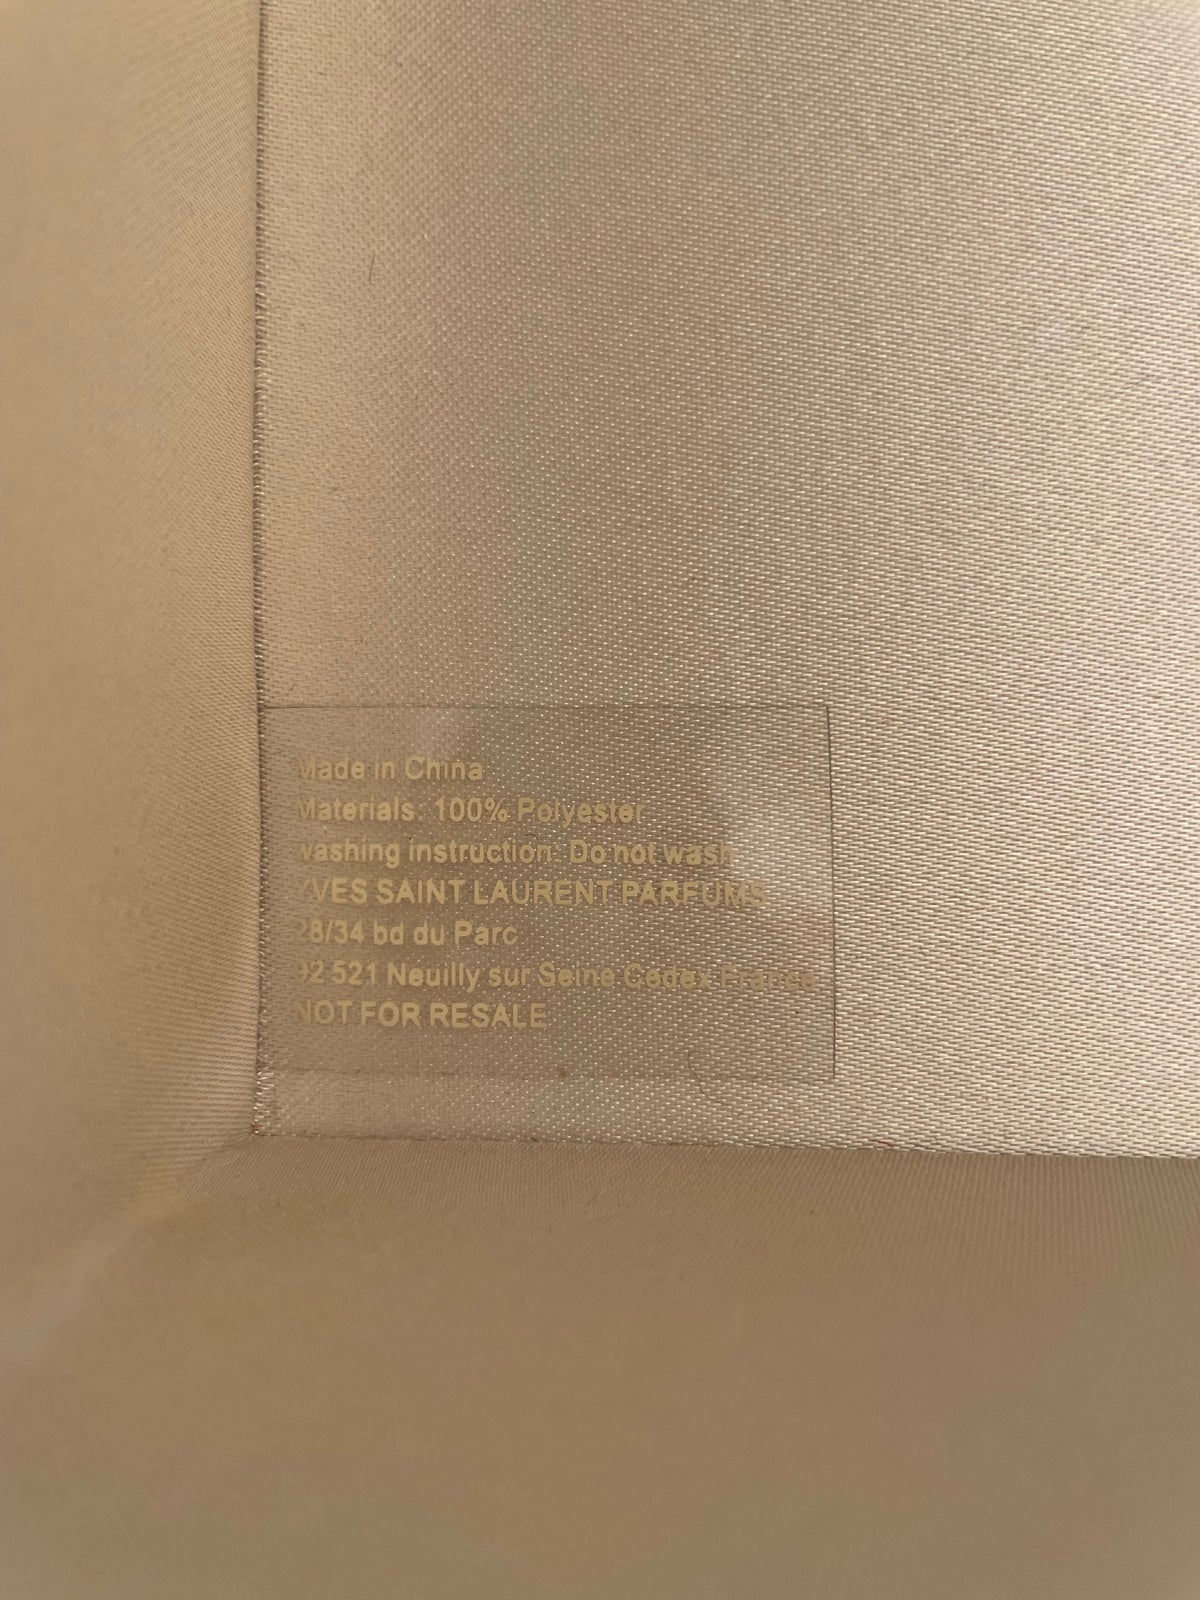 Made in China
Materials: 100% Polyester
washing instruction: Do not wash
YVES SAINT LAURENT PARFUMS
28/34 bd du Parc
92 521 Neuilly sur Seine Cedex France
NOT FOR RESALE